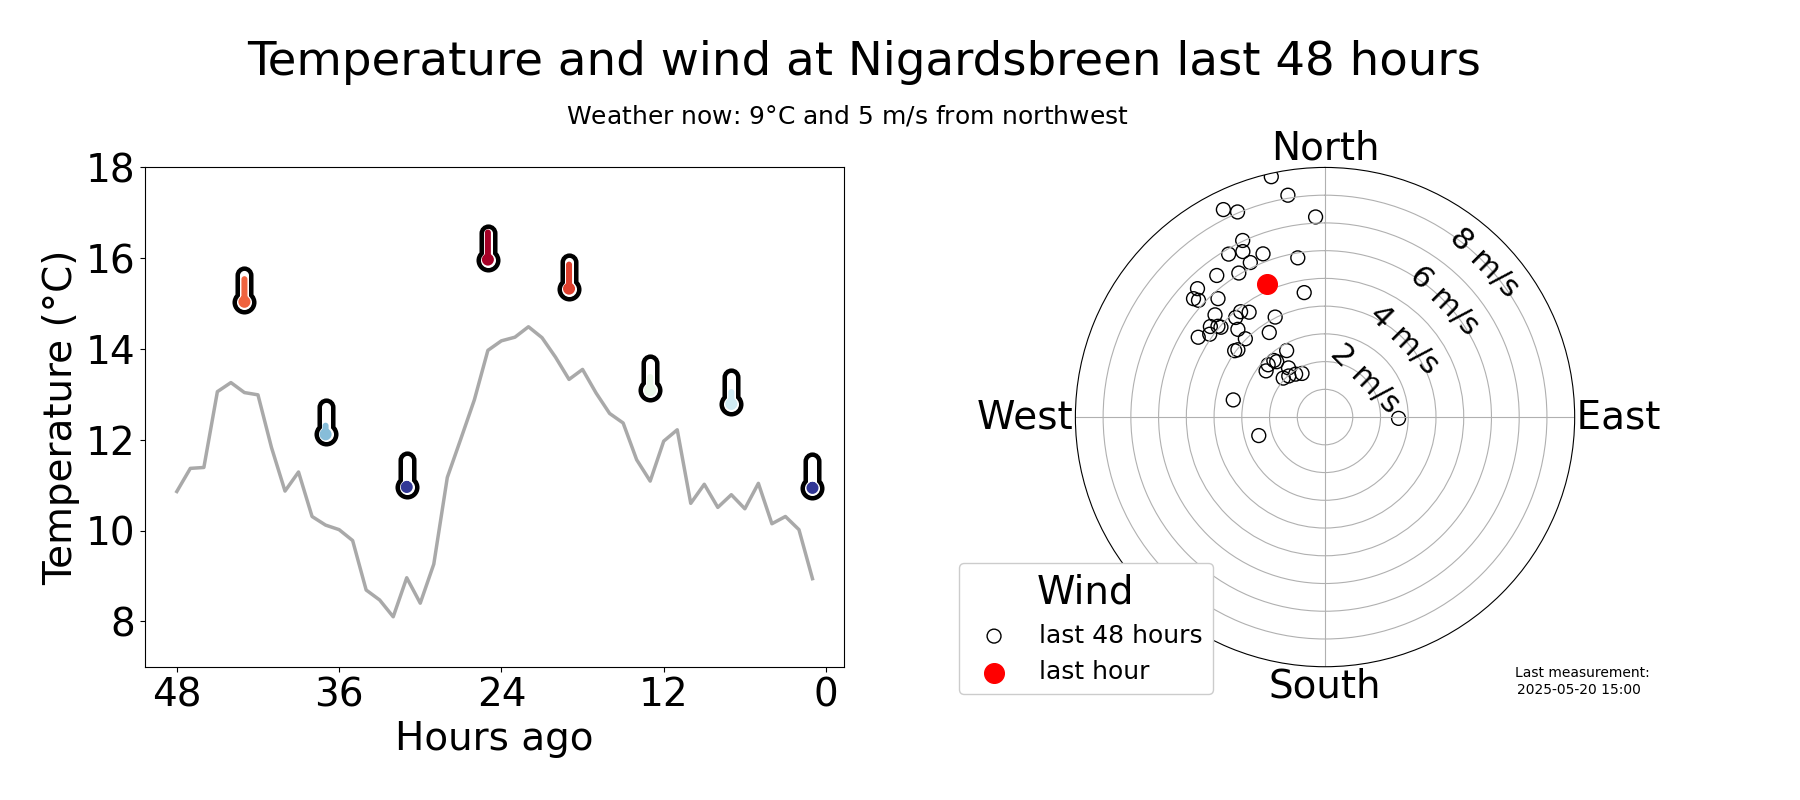 Temperature and wind at Nigardsbreen last 48 hours
Weather now: 9°C and 5 m/s from northwest
18
16
14
12
10
8
Temperature (°C)
48 36 24 12 0
Hours ago
North
West
East
South
8 m/s
6 m/s
4 m/s
2 m/s
Wind
last 48 hours
last hour
Last measurement:
2025-05-20 15:00